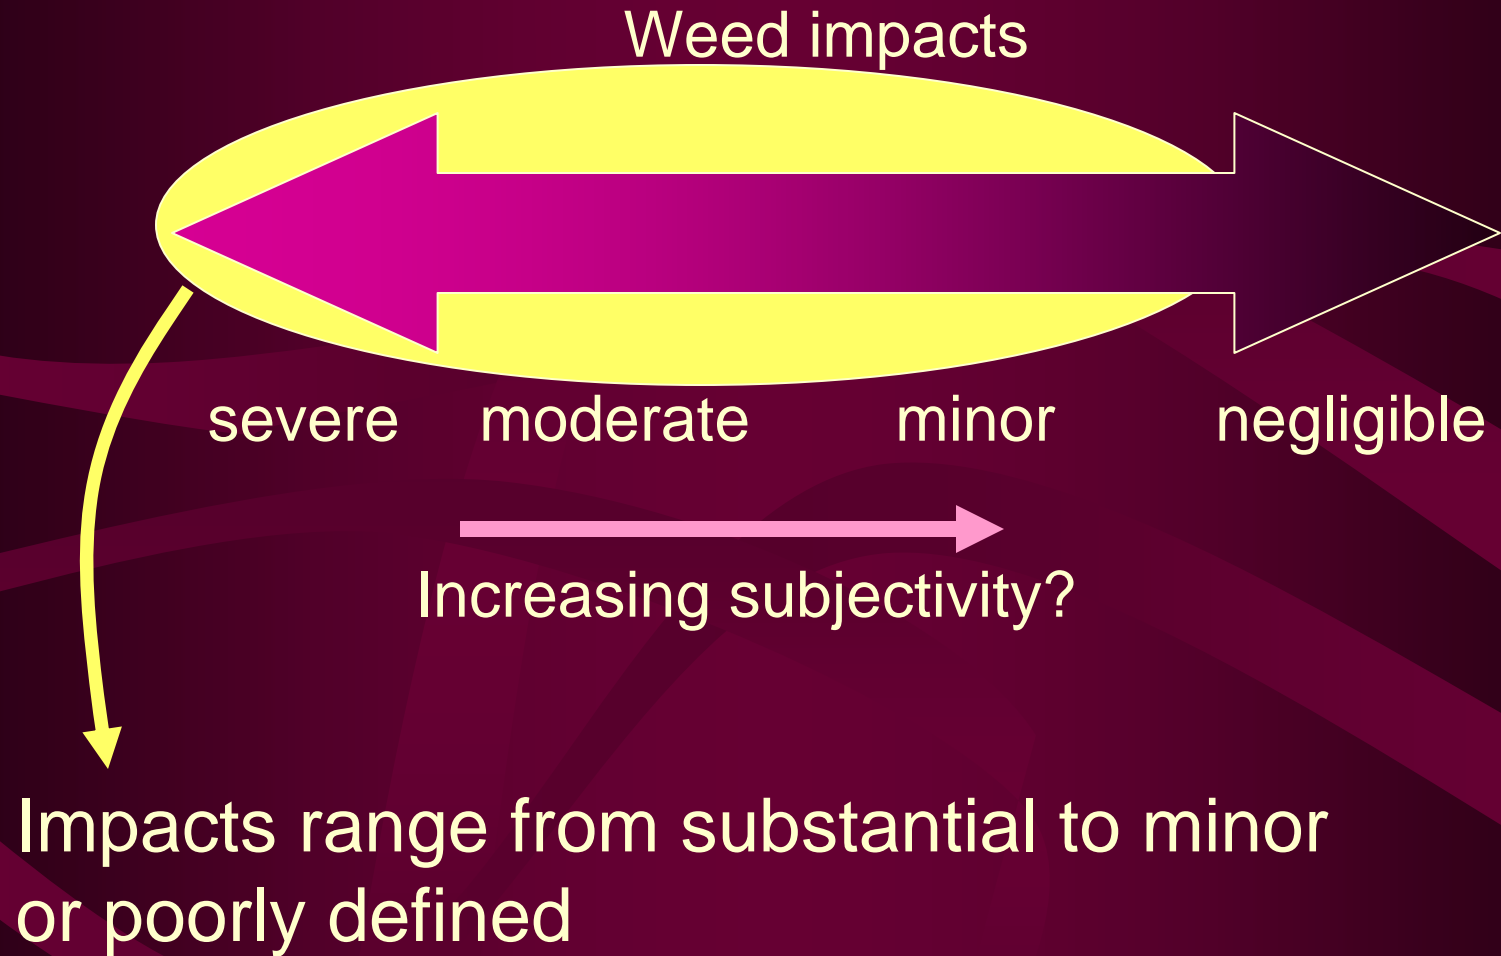 Weed impacts
severe moderate minor negligible
Increasing subjectivity?
Impacts range from substantial to minor
or poorly defined